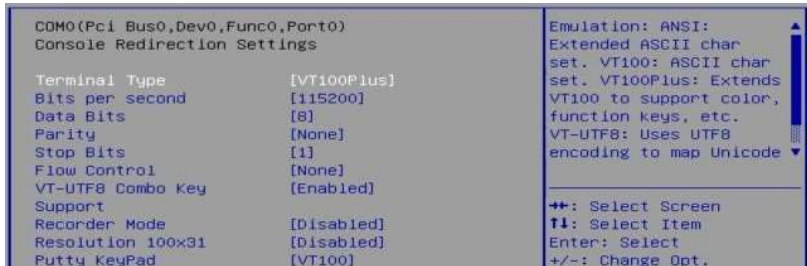 COM0(Pci Bus0,Dev0,Func0,Port0)
Console Redirection Settings
Terminal Type [VT100Plus]
Bits per second [115200]
Data Bits [8]
Parity [None]
Stop Bits [1]
Flow Control [None]
VT-UTF8 Combo Key [Enabled]
Support
Recorder Mode [Disabled]
Resolution 100x31 [Disabled]
Putty KeyPad [VT100]
Emulation: ANSI:
Extended ASCII char
set. VT100: ASCII char
set. VT100Plus: Extends
VT100 to support color,
function keys, etc.
VT-UTF8: Uses UTF8
encoding to map Unicode
→←: Select Screen
↑↓: Select Item
Enter: Select
+/-: Change Opt.